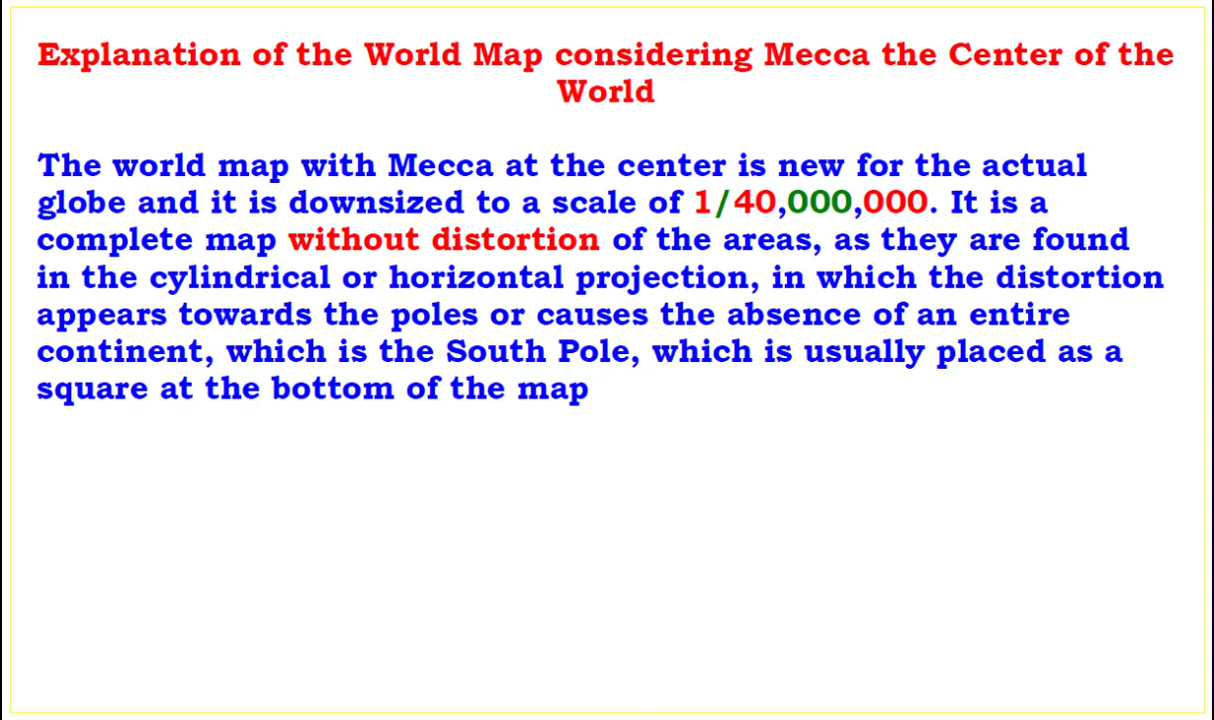 Explanation of the World Map considering Mecca the Center of the
World
The world map with Mecca at the center is new for the actual
globe and it is downsized to a scale of 1/40,000,000. It is a
complete map without distortion of the areas, as they are found
in the cylindrical or horizontal projection, in which the distortion
appears towards the poles or causes the absence of an entire
continent, which is the South Pole, which is usually placed as a
square at the bottom of the map